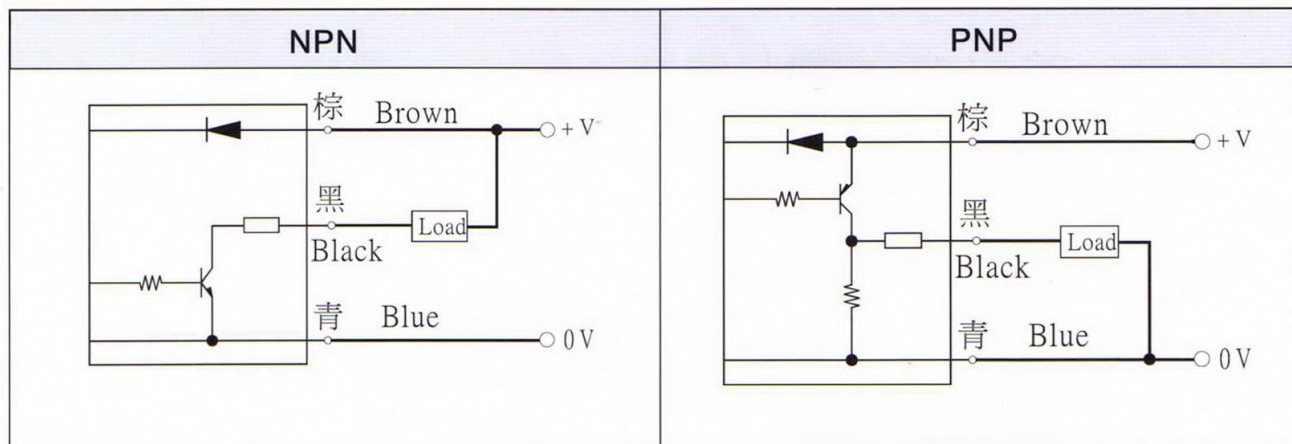 NPN
PNP
棕 Brown
+V
黑
Load
Black
青 Blue
0V
棕 Brown
+V
黑
Load
Black
青 Blue
0V